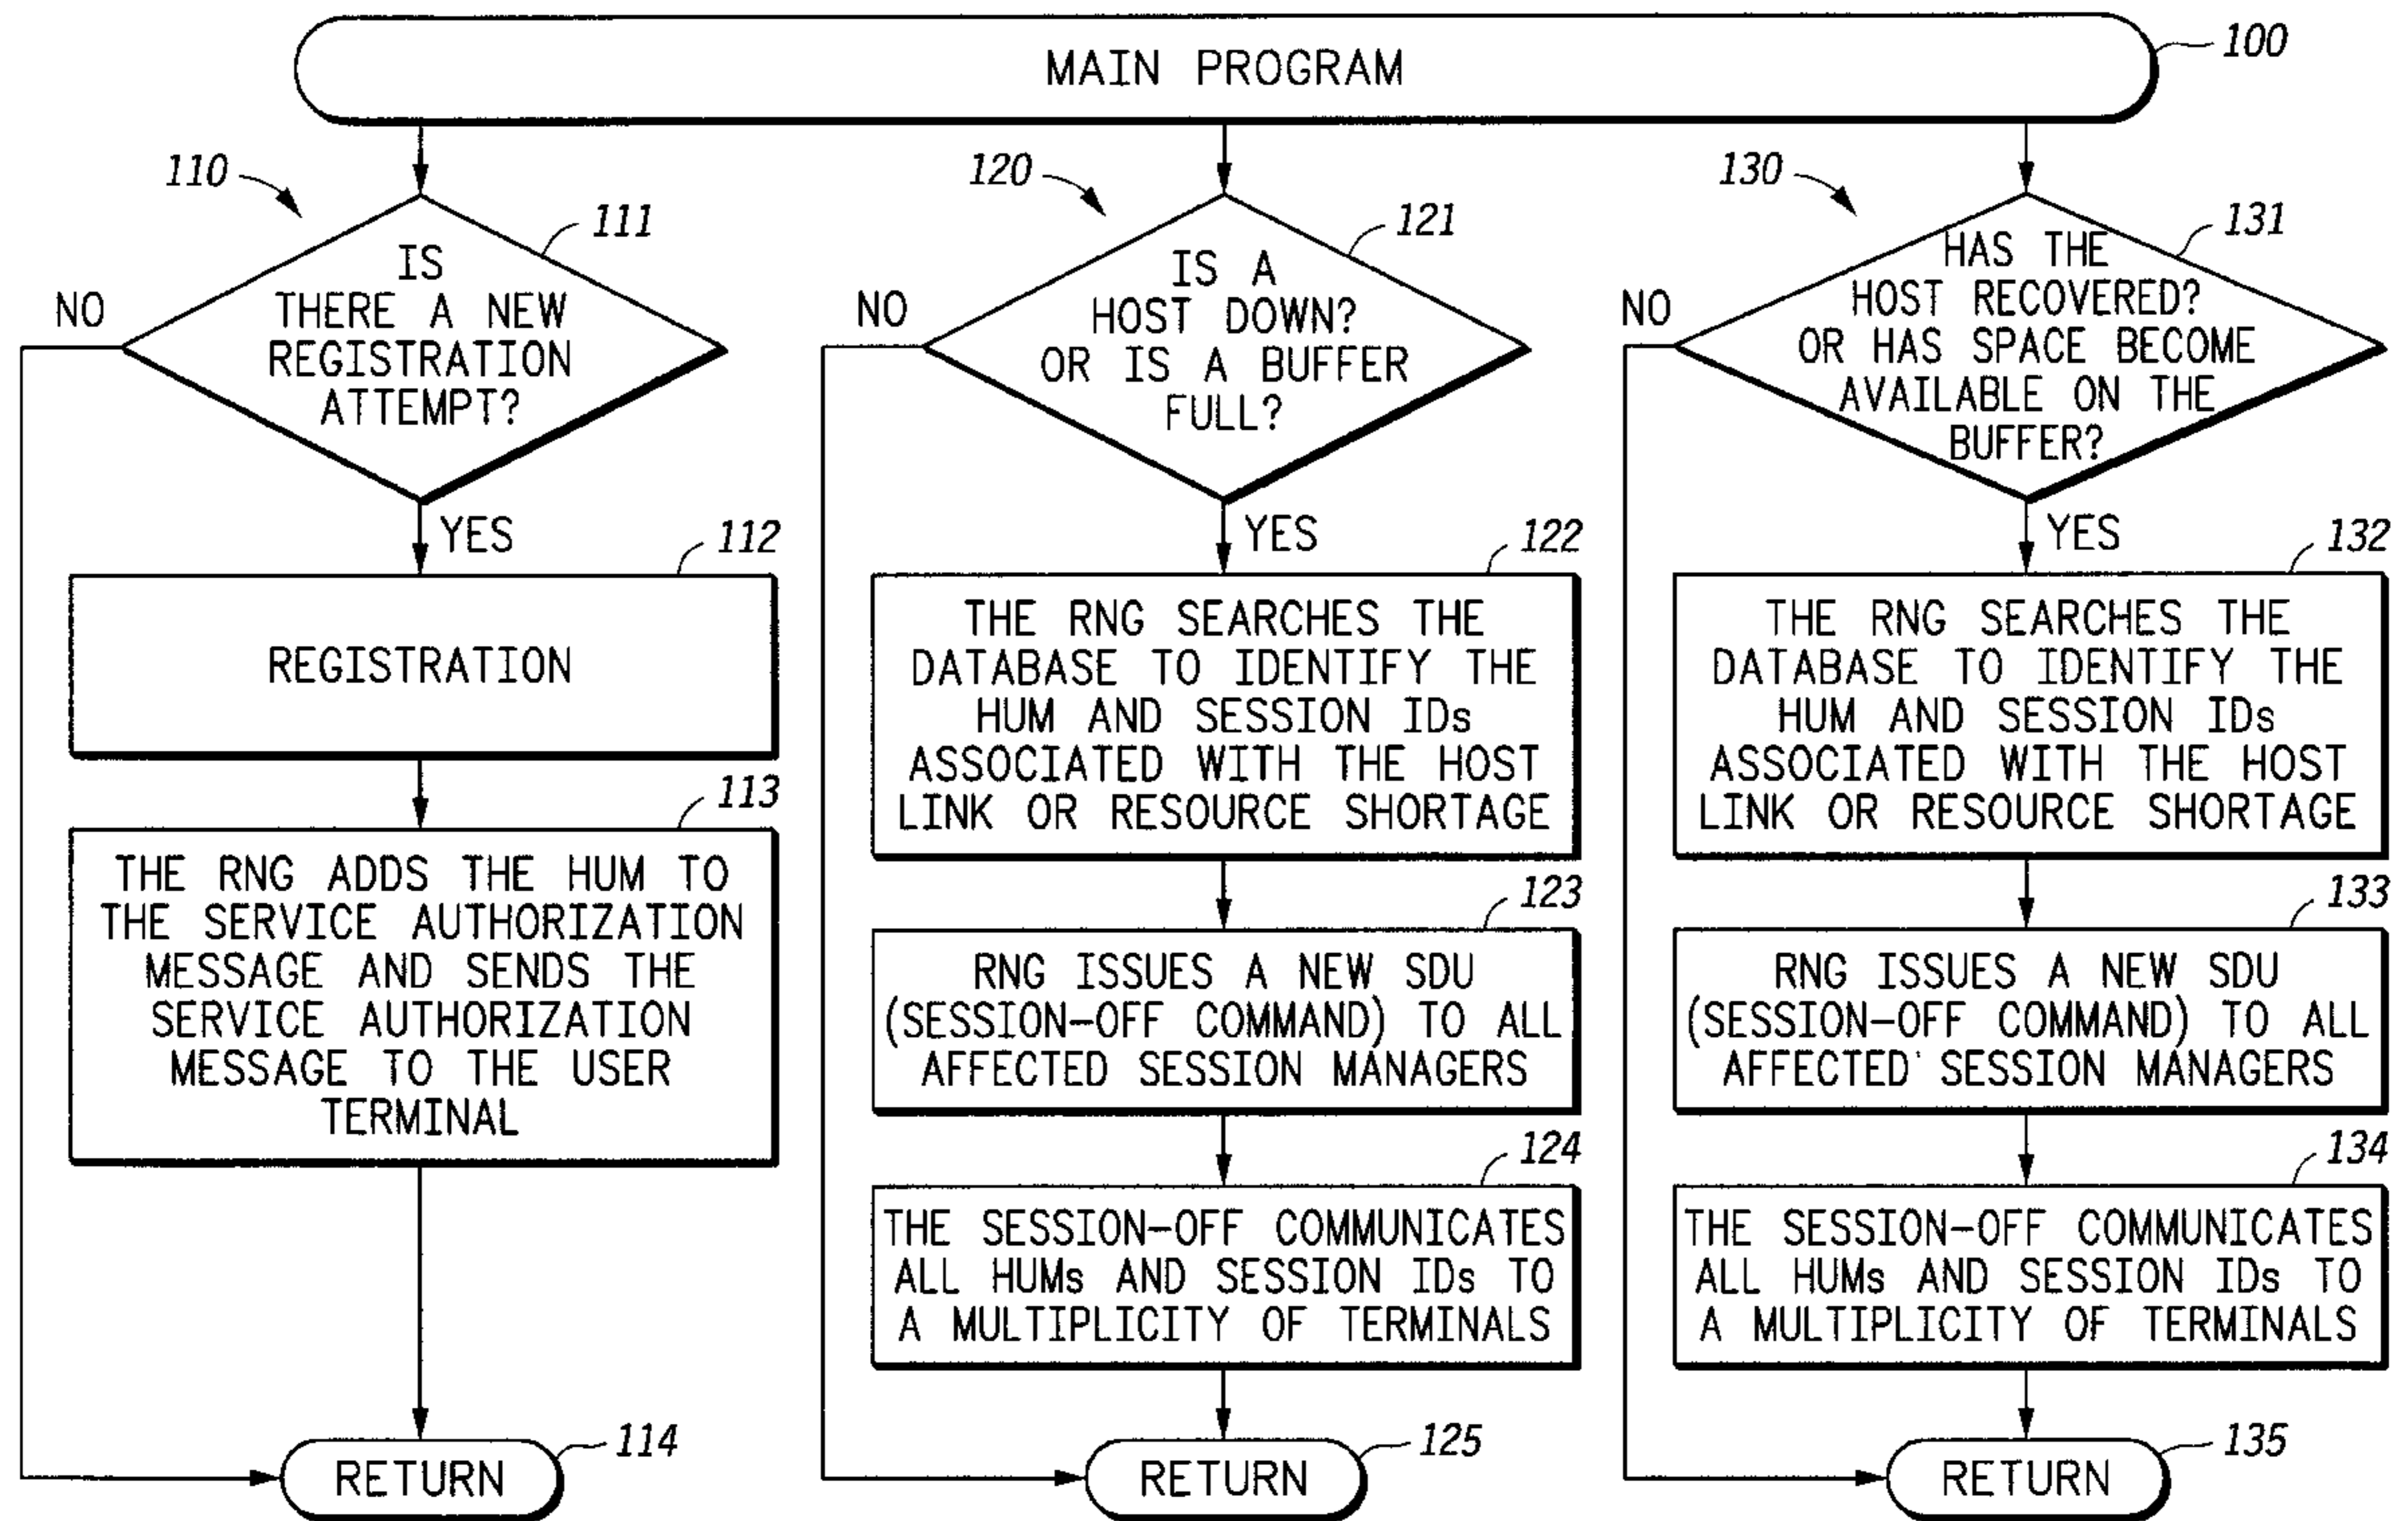 MAIN PROGRAM
100
110
111
IS
THERE A NEW
REGISTRATION
ATTEMPT?
NO
YES
112
REGISTRATION
113
THE RNG ADDS THE HUM TO
THE SERVICE AUTHORIZATION
MESSAGE AND SENDS THE
SERVICE AUTHORIZATION
MESSAGE TO THE USER
TERMINAL
RETURN
114
120
121
IS A
HOST DOWN?
OR IS A BUFFER
FULL?
NO
YES
122
THE RNG SEARCHES THE
DATABASE TO IDENTIFY THE
HUM AND SESSION IDs
ASSOCIATED WITH THE HOST
LINK OR RESOURCE SHORTAGE
123
RNG ISSUES A NEW SDU
(SESSION-OFF COMMAND) TO ALL
AFFECTED SESSION MANAGERS
124
THE SESSION-OFF COMMUNICATES
ALL HUMs AND SESSION IDs TO
A MULTIPLICITY OF TERMINALS
RETURN
125
130
131
HAS THE
HOST RECOVERED?
OR HAS SPACE BECOME
AVAILABLE ON THE
BUFFER?
NO
YES
132
THE RNG SEARCHES THE
DATABASE TO IDENTIFY THE
HUM AND SESSION IDs
ASSOCIATED WITH THE HOST
LINK OR RESOURCE SHORTAGE
133
RNG ISSUES A NEW SDU
(SESSION-OFF COMMAND) TO ALL
AFFECTED SESSION MANAGERS
134
THE SESSION-OFF COMMUNICATES
ALL HUMs AND SESSION IDs TO
A MULTIPLICITY OF TERMINALS
RETURN
135